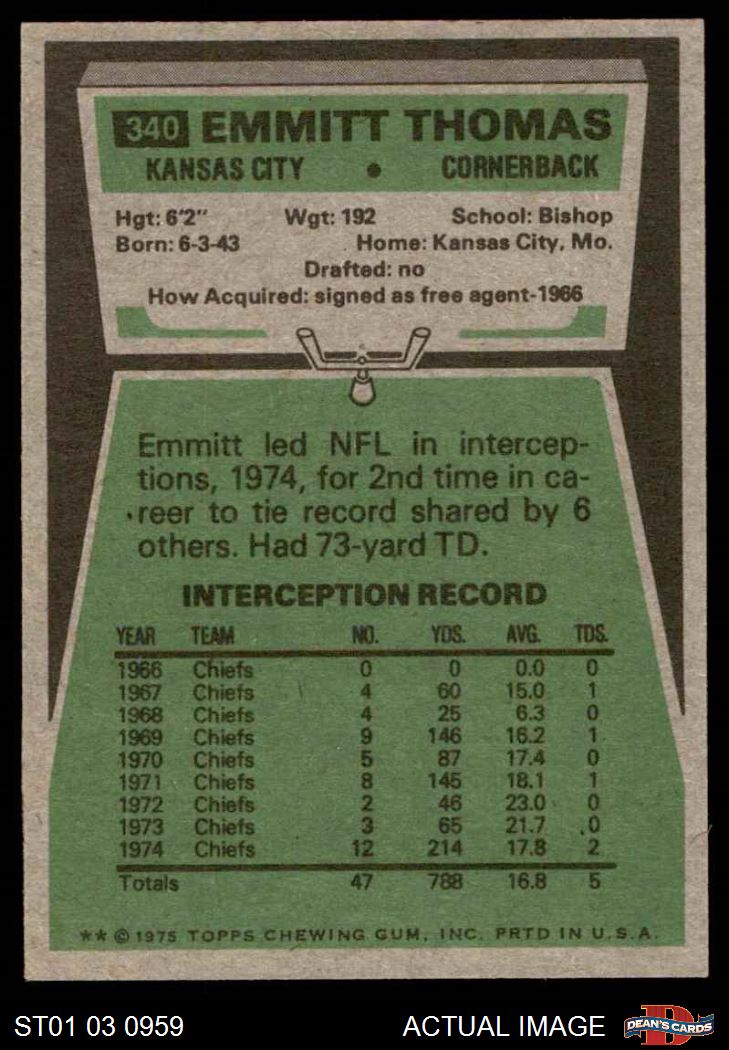 340 EMMITT THOMAS
KANSAS CITY • CORNERBACK
Hgt: 6'2" Wgt: 192 School: Bishop
Born: 6-3-43 Home: Kansas City, Mo.
Drafted: no
How Acquired: signed as free agent-1966
Emmitt led NFL in intercep-
tions, 1974, for 2nd time in ca-
reer to tie record shared by 6
others. Had 73-yard TD.
INTERCEPTION RECORD
YEAR TEAM NO. YDS. AVG. TDS.
1966 Chiefs 0 0 0.0 0
1967 Chiefs 4 60 15.0 1
1968 Chiefs 4 25 6.3 0
1969 Chiefs 9 146 16.2 1
1970 Chiefs 5 87 17.4 0
1971 Chiefs 8 145 18.1 1
1972 Chiefs 2 46 23.0 0
1973 Chiefs 3 65 21.7 0
1974 Chiefs 12 214 17.8 2
Totals 47 788 16.8 5
** © 1975 TOPPS CHEWING GUM, INC. PRTD IN U.S.A.
ST01 03 0959 ACTUAL IMAGE DEAN'S CARDS